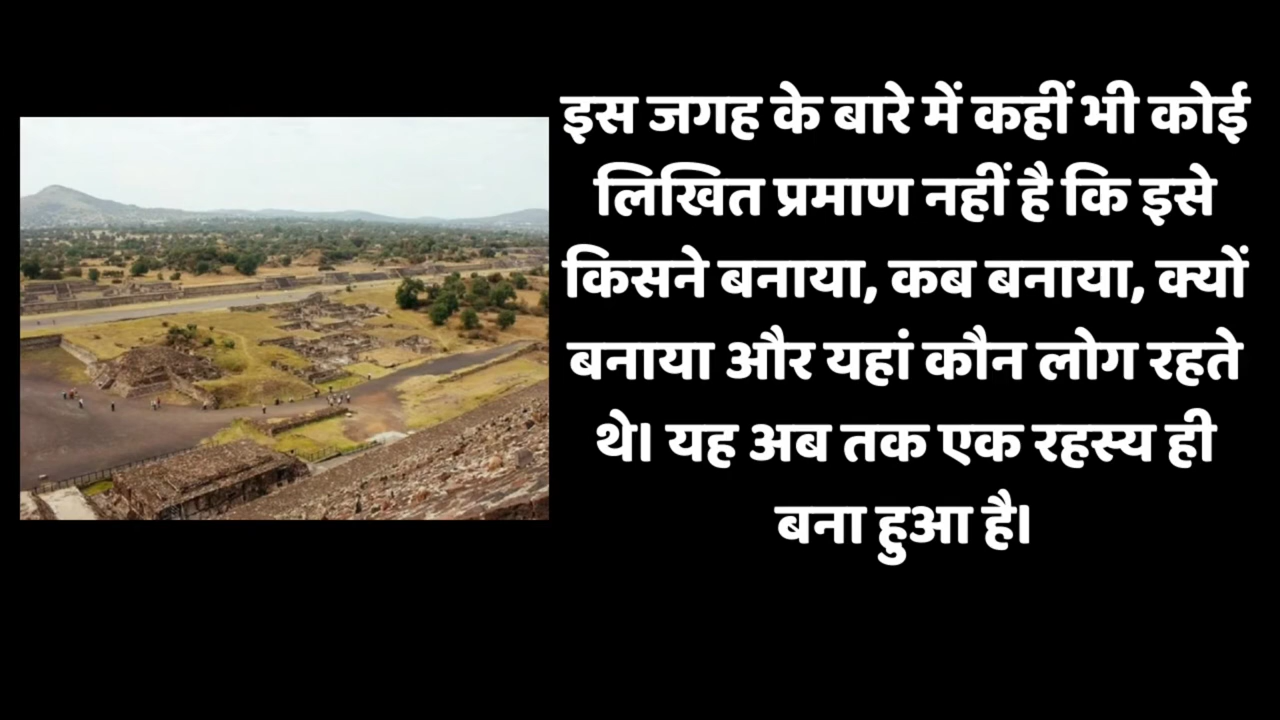 इस जगह के बारे में कहीं भी कोई
लिखित प्रमाण नहीं है कि इसे
किसने बनाया, कब बनाया, क्यों
बनाया और यहां कौन लोग रहते
थे। यह अब तक एक रहस्य ही
बना हुआ है।